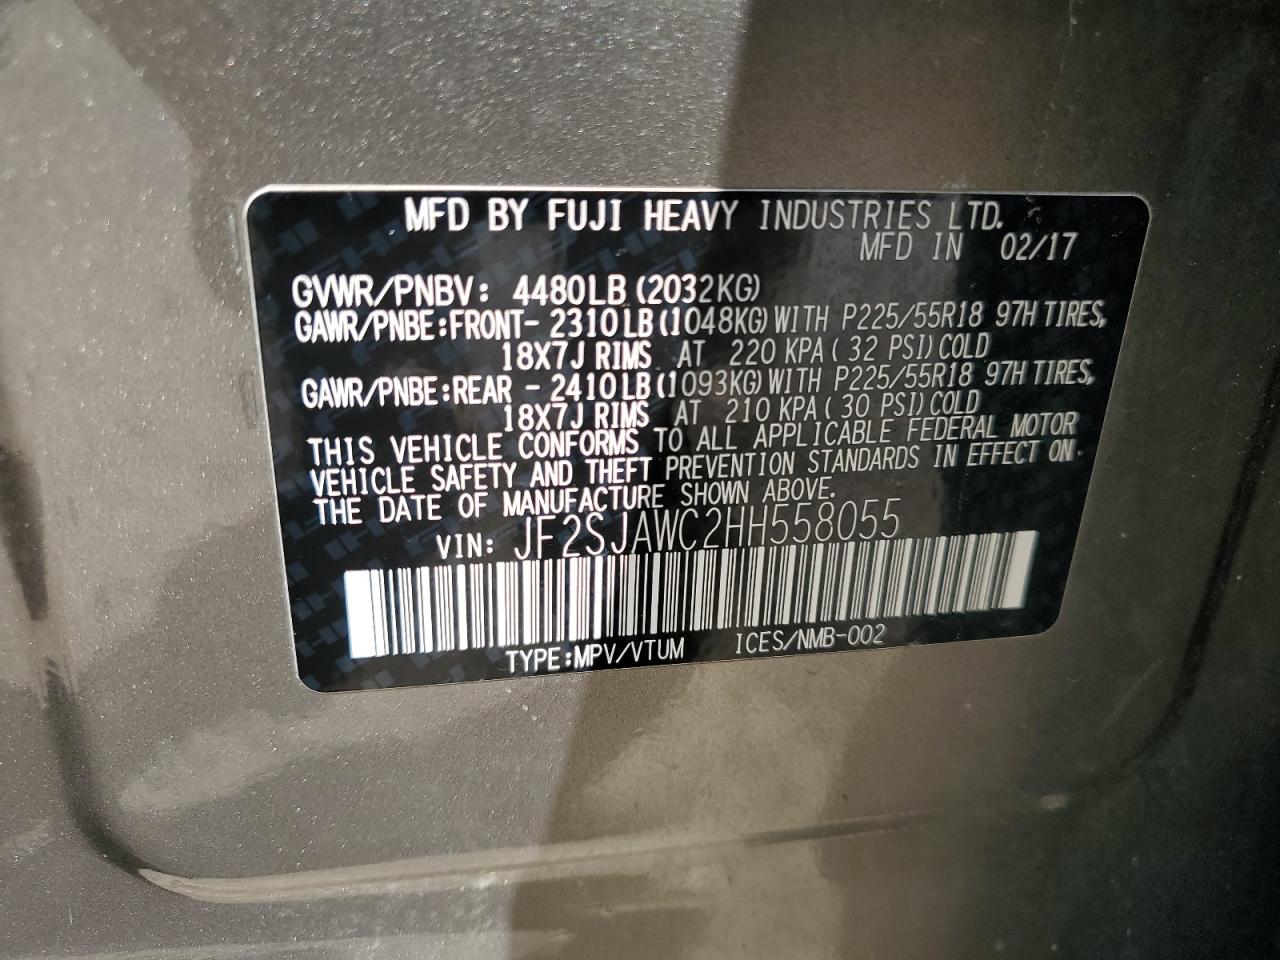 MFD BY FUJI HEAVY INDUSTRIES LTD.
MFD IN 02/17
GVWR/PNBV: 4480LB (2032KG)
GAWR/PNBE:FRONT- 2310LB(1048KG)WITH P225/55R18 97H TIRES,
18X7J RIMS AT 220 KPA(32 PSI)COLD
GAWR/PNBE:REAR - 2410LB(1093KG)WITH P225/55R18 97H TIRES,
18X7J RIMS AT 210 KPA(30 PSI)COLD
THIS VEHICLE CONFORMS TO ALL APPLICABLE FEDERAL MOTOR
VEHICLE SAFETY AND THEFT PREVENTION STANDARDS IN EFFECT ON
THE DATE OF MANUFACTURE SHOWN ABOVE.
VIN: JF2SJAWC2HH558055
TYPE:MPV/VTUM ICES/NMB-002